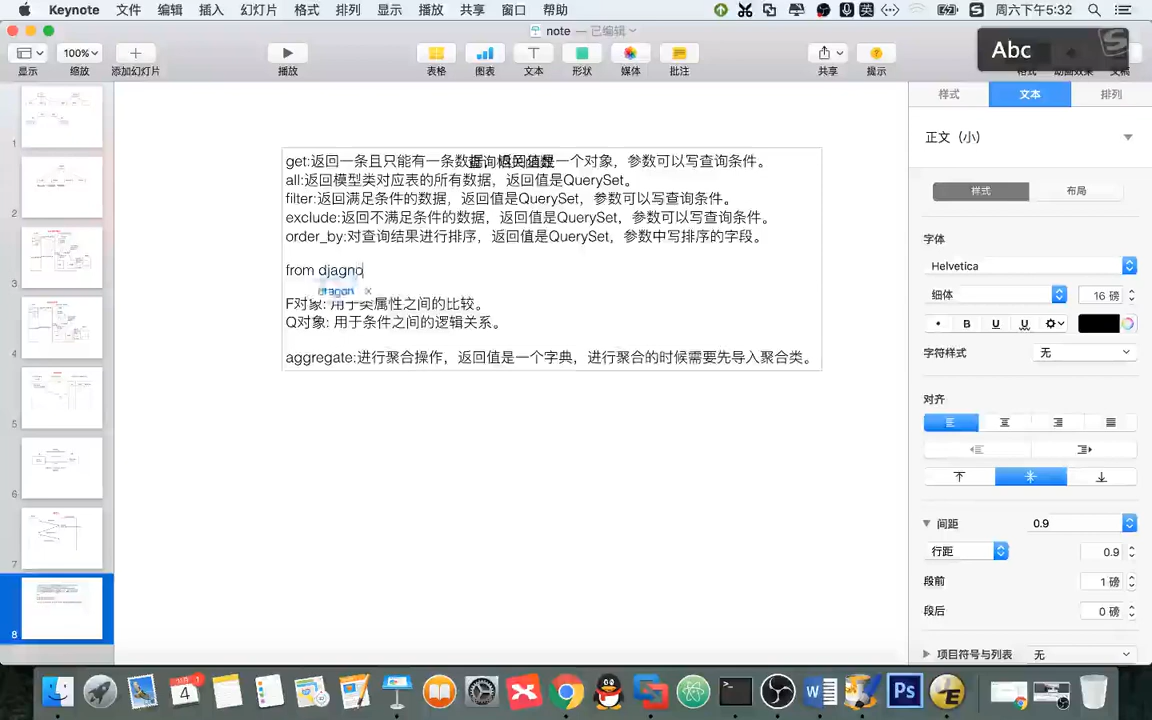 Keynote 文件 编辑 插入 幻灯片 格式 排列 显示 播放 共享 窗口 帮助 英 周六下午5:32
note — 已编辑
Abc
100%
显示 缩放 添加幻灯片 播放 表格 图表 文本 形状 媒体 批注 共享 提示
样式 文本 排列
正文（小）
样式 布局
字体
Helvetica
细体 16 磅
B U U
字符样式 无
对齐
间距 0.9
行距 0.9
段前 1 磅
段后 0 磅
项目符号与列表 无
1
2
3
4
5
6
7
8
get:返回一条且只能有一条数据，返回值是一个对象，参数可以写查询条件。
all:返回模型类对应表的所有数据，返回值是QuerySet。
filter:返回满足条件的数据，返回值是QuerySet，参数可以写查询条件。
exclude:返回不满足条件的数据，返回值是QuerySet，参数可以写查询条件。
order_by:对查询结果进行排序，返回值是QuerySet，参数中写排序的字段。
from djagno
dragon ×
F对象: 用于类属性之间的比较。
Q对象: 用于条件之间的逻辑关系。
aggregate:进行聚合操作，返回值是一个字典，进行聚合的时候需要先导入聚合类。
4
1
Ps